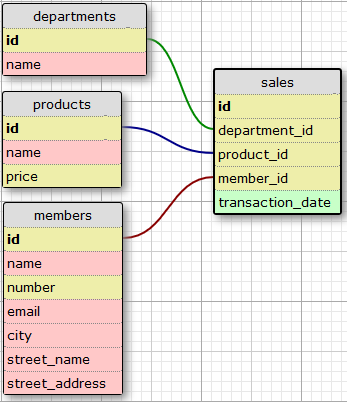 departments
id
name
products
id
name
price
members
id
name
number
email
city
street_name
street_address
sales
id
department_id
product_id
member_id
transaction_date